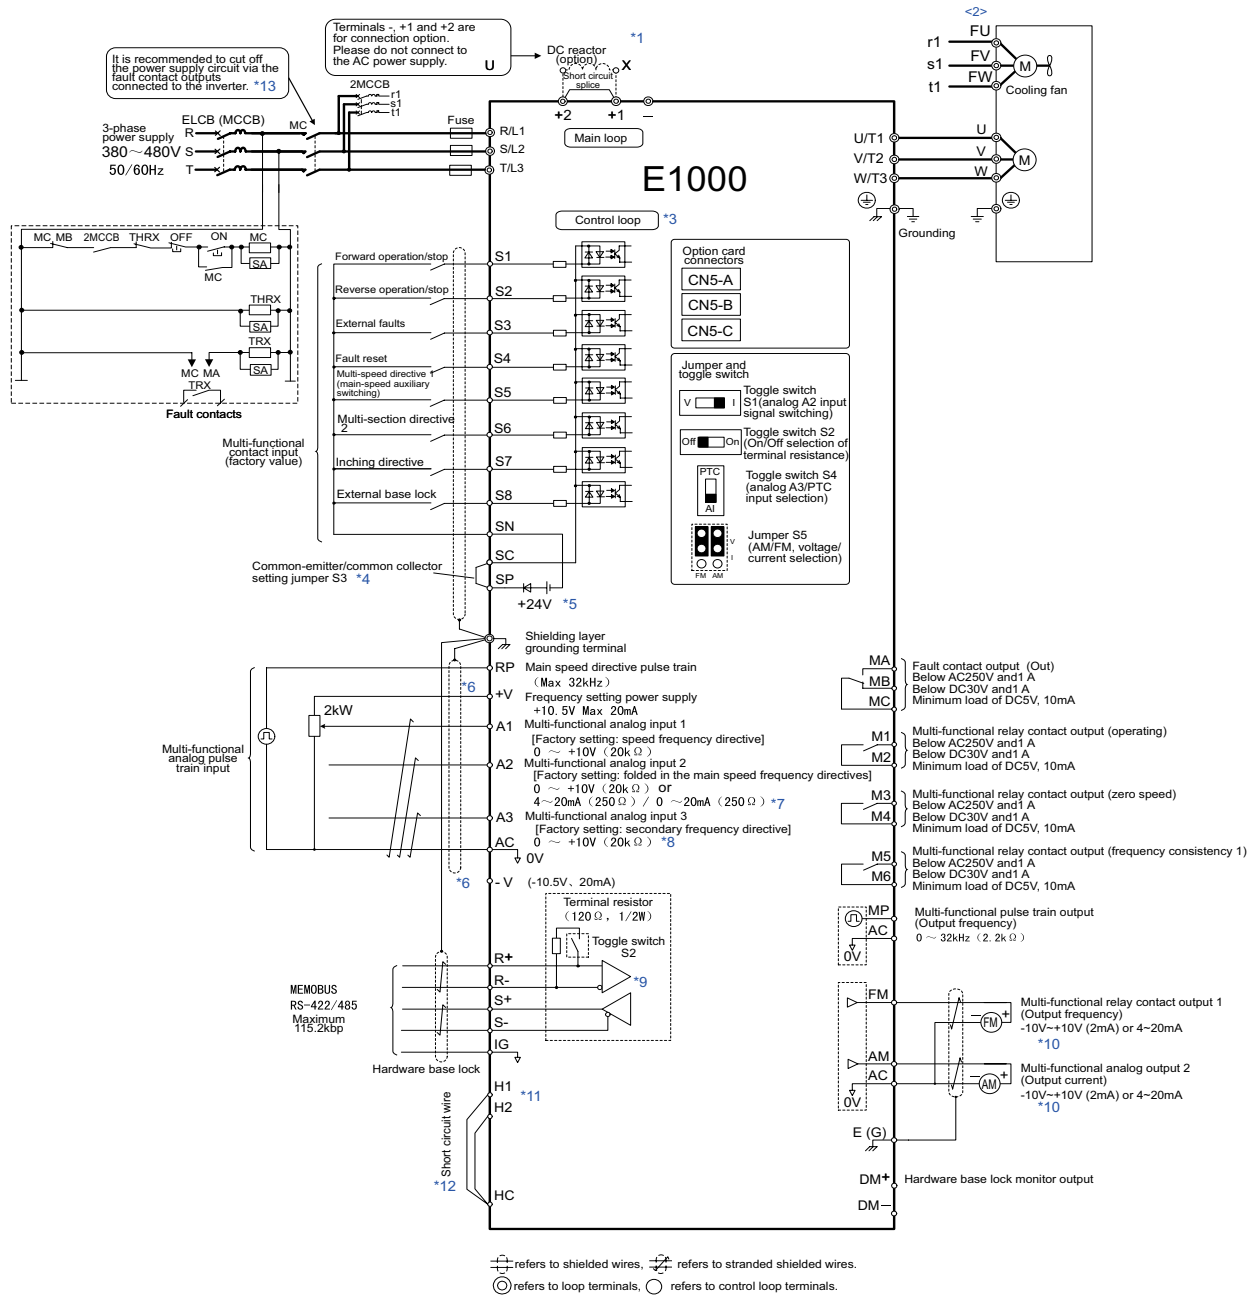 Terminals -, +1 and +2 are
for connection option.
Please do not connect to
the AC power supply.
U
DC reactor
(option)
X
*1
Short circuit
splice
+2
+1
−
Main loop
It is recommended to cut off
the power supply circuit via the
fault contact outputs
connected to the inverter. *13
2MCCB
r1
s1
t1
ELCB (MCCB)
MC
Fuse
3-phase
power supply
380～480V
50/60Hz
R
S
T
R/L1
S/L2
T/L3
E1000
<2>
r1
s1
t1
FU
FV
FW
M
Cooling fan
U/T1
V/T2
W/T3
U
V
W
M
Grounding
MC MB
2MCCB
THRX
OFF
ON
MC
SA
MC
THRX
SA
TRX
SA
MC MA
TRX
Fault contacts
Control loop *3
Multi-functional
contact input
(factory value)
Forward operation/stop
S1
Reverse operation/stop
S2
External faults
S3
Fault reset
S4
Multi-speed directive 1
(main-speed auxiliary
switching)
S5
Multi-section directive
2
S6
Inching directive
S7
External base lock
S8
SN
SC
SP
Common-emitter/common collector
setting jumper S3 *4
+24V *5
Option card
connectors
CN5-A
CN5-B
CN5-C
Jumper and
toggle switch
V
I
Toggle switch
S1(analog A2 input
signal switching)
Off
On
Toggle switch S2
(On/Off selection of
terminal resistance)
PTC
AI
Toggle switch S4
(analog A3/PTC
input selection)
V
I
FM AM
Jumper S5
(AM/FM, voltage/
current selection)
Shielding layer
grounding terminal
Multi-functional
analog pulse
train input
2kW
*6
RP
Main speed directive pulse train
（Max 32kHz）
+V
Frequency setting power supply
+10.5V Max 20mA
A1
Multi-functional analog input 1
[Factory setting: speed frequency directive]
0 ～ +10V（20kΩ）
A2
Multi-functional analog input 2
[Factory setting: folded in the main speed frequency directives]
0 ～ +10V（20kΩ）or
4～20mA（250Ω）/ 0 ～20mA（250Ω）*7
A3
Multi-functional analog input 3
[Factory setting: secondary frequency directive]
0 ～ +10V（20kΩ）*8
AC
0V
*6
- V
(-10.5V、20mA)
Terminal resistor
（120Ω, 1/2W）
Toggle switch
S2
*9
MEMOBUS
RS-422/485
Maximum
115.2kbp
R+
R-
S+
S-
IG
Hardware base lock
H1
*11
H2
Short circuit wire
*12
HC
MA
MB
MC
Fault contact output (Out)
Below AC250V and1 A
Below DC30V and1 A
Minimum load of DC5V, 10mA
M1
M2
Multi-functional relay contact output (operating)
Below AC250V and1 A
Below DC30V and1 A
Minimum load of DC5V, 10mA
M3
M4
Multi-functional relay contact output (zero speed)
Below AC250V and1 A
Below DC30V and1 A
Minimum load of DC5V, 10mA
M5
M6
Multi-functional relay contact output (frequency consistency 1)
Below AC250V and1 A
Below DC30V and1 A
Minimum load of DC5V, 10mA
MP
AC
0V
Multi-functional pulse train output
(Output frequency)
0 ～ 32kHz（2.2kΩ）
FM
− +
FM
Multi-functional relay contact output 1
(Output frequency)
-10V~+10V (2mA) or 4~20mA
*10
AM
AC
0V
− +
AM
Multi-functional analog output 2
(Output current)
-10V~+10V (2mA) or 4~20mA
*10
E (G)
DM+
Hardware base lock monitor output
DM−
refers to shielded wires,
refers to stranded shielded wires.
refers to loop terminals,
refers to control loop terminals.